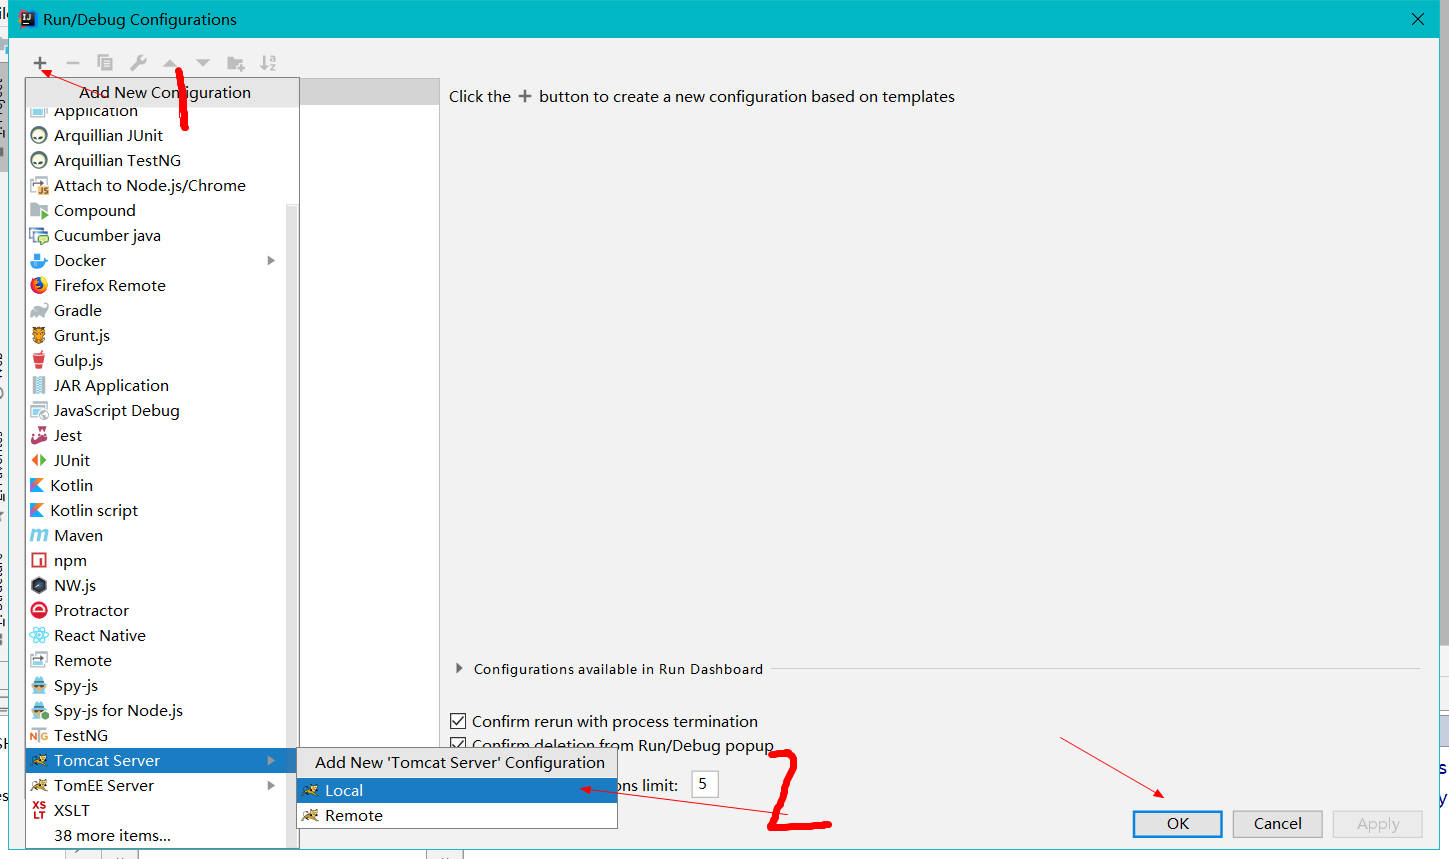 Run/Debug Configurations
Add New Configuration
Click the + button to create a new configuration based on templates
Application
Arquillian JUnit
Arquillian TestNG
Attach to Node.js/Chrome
Compound
Cucumber java
Docker
Firefox Remote
Gradle
Grunt.js
Gulp.js
JAR Application
JavaScript Debug
Jest
JUnit
Kotlin
Kotlin script
Maven
npm
NW.js
Protractor
React Native
Remote
Spy-js
Spy-js for Node.js
TestNG
Tomcat Server
TomEE Server
XSLT
38 more items...
Configurations available in Run Dashboard
Confirm rerun with process termination
Confirm deletion from Run/Debug popup
Add New 'Tomcat Server' Configuration
Local
Remote
ns limit: 5
1
2
OK
Cancel
Apply